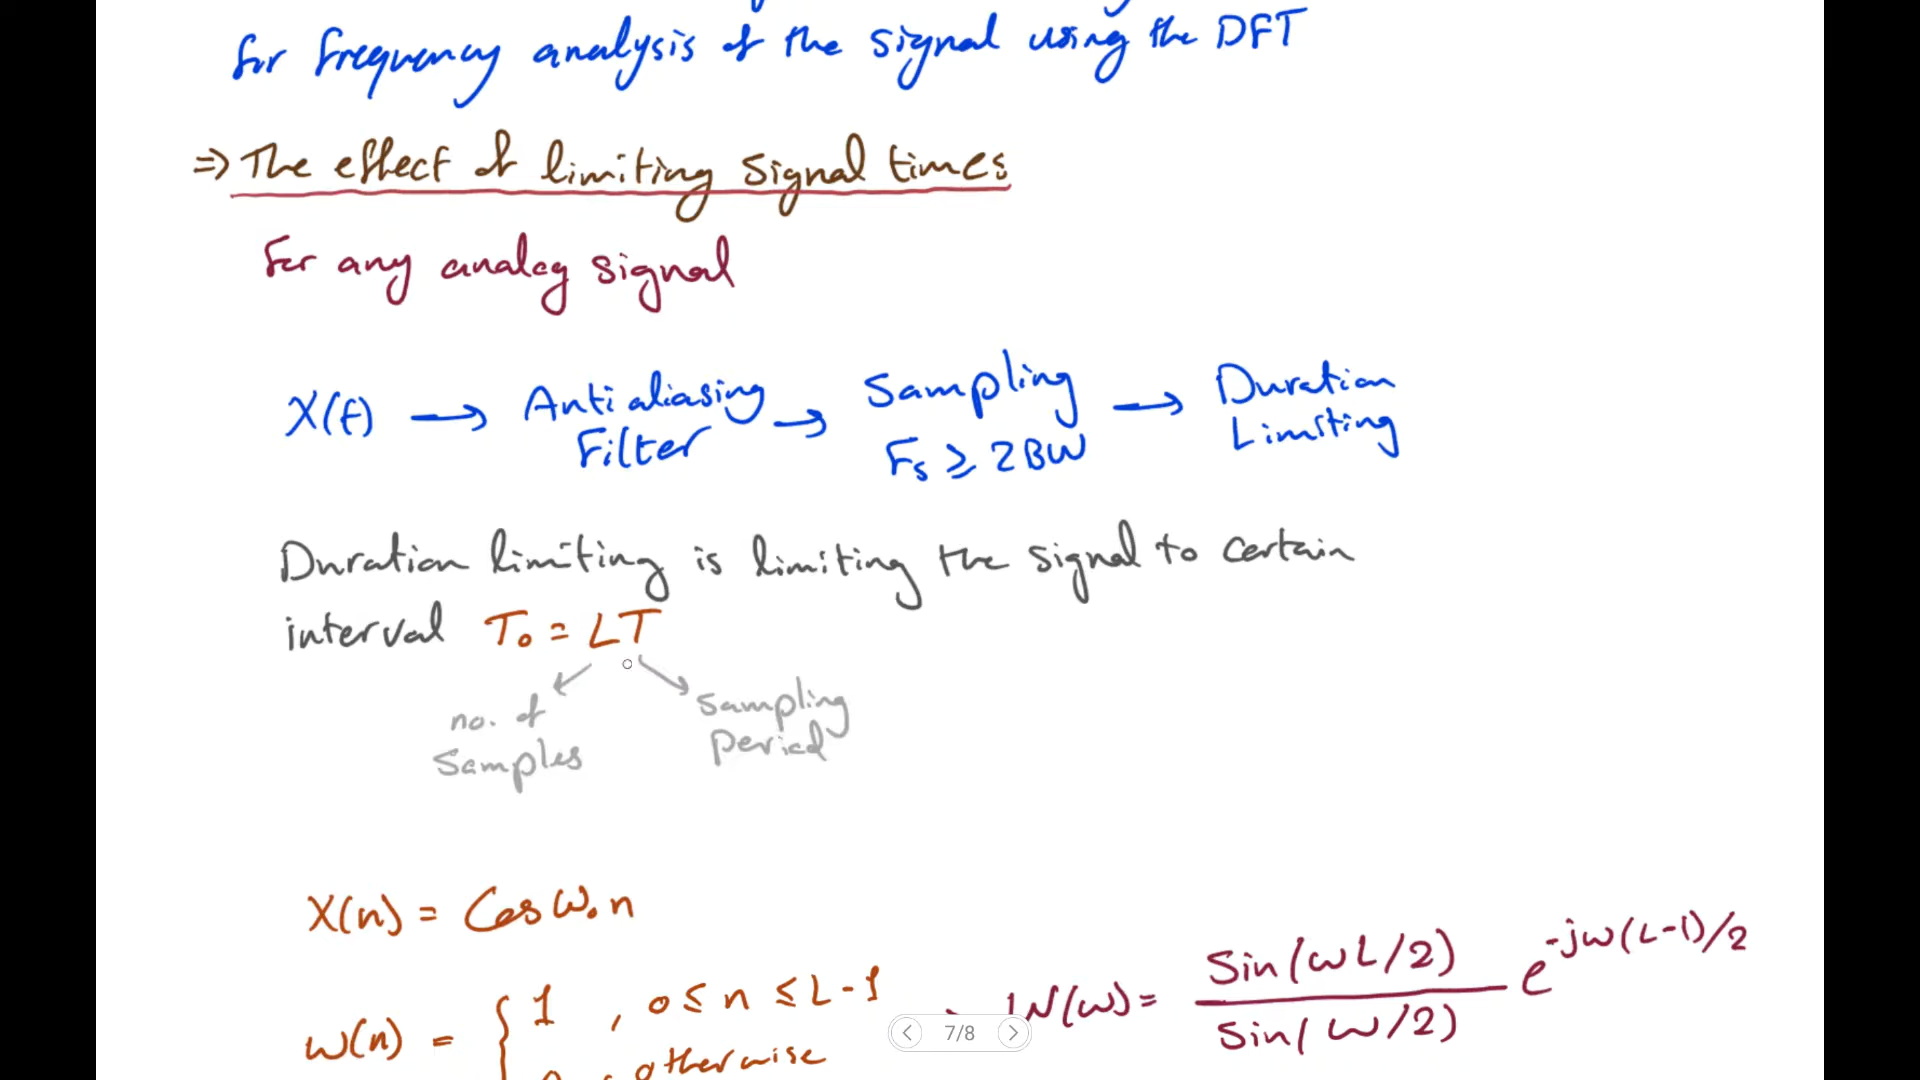 for frequency analysis of the signal using the DFT
⇒ The effect of limiting signal times
For any analog signal
X(t) → Antialiasing Filter → Sampling Fs ≥ 2BW → Duration Limiting
Duration limiting is limiting the signal to certain
interval T₀ = LT
no. of samples
sampling period
X(n) = Cos ω₀ n
w(n) = { 1 , 0 ≤ n ≤ L-1
W(ω) = Sin(ωL/2) / Sin(ω/2) e^(-jω(L-1)/2)
0 , otherwise
7/8